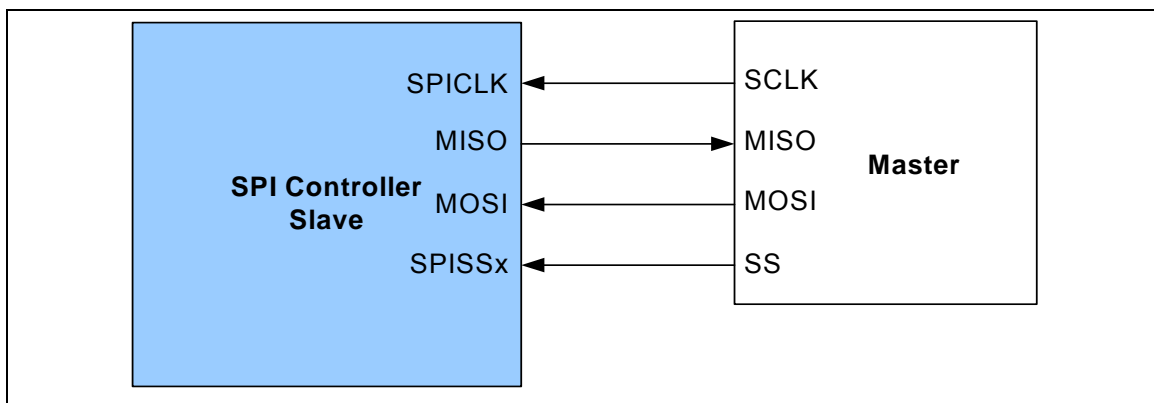 SPICLK
MISO
SPI Controller
Slave
MOSI
SPISSx
SCLK
MISO
Master
MOSI
SS